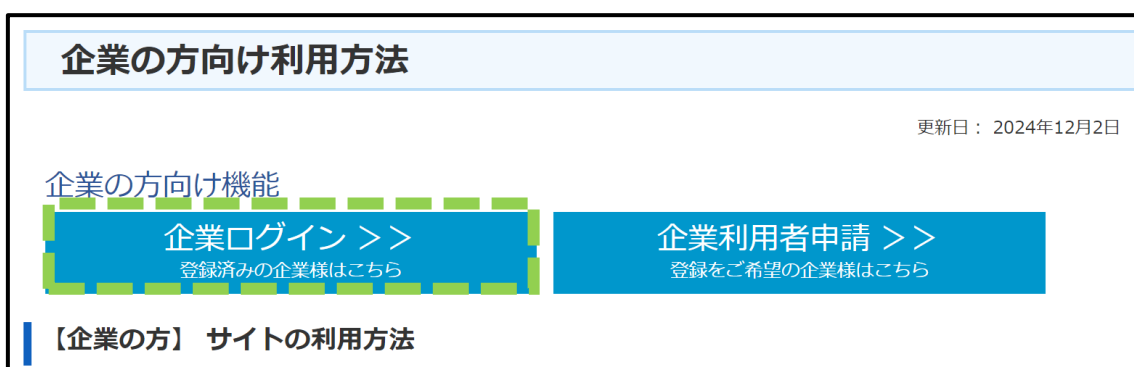 企業の方向け利用方法
更新日： 2024年12月2日
企業の方向け機能
企業ログイン >>
登録済みの企業様はこちら
企業利用者申請 >>
登録をご希望の企業様はこちら
【企業の方】 サイトの利用方法